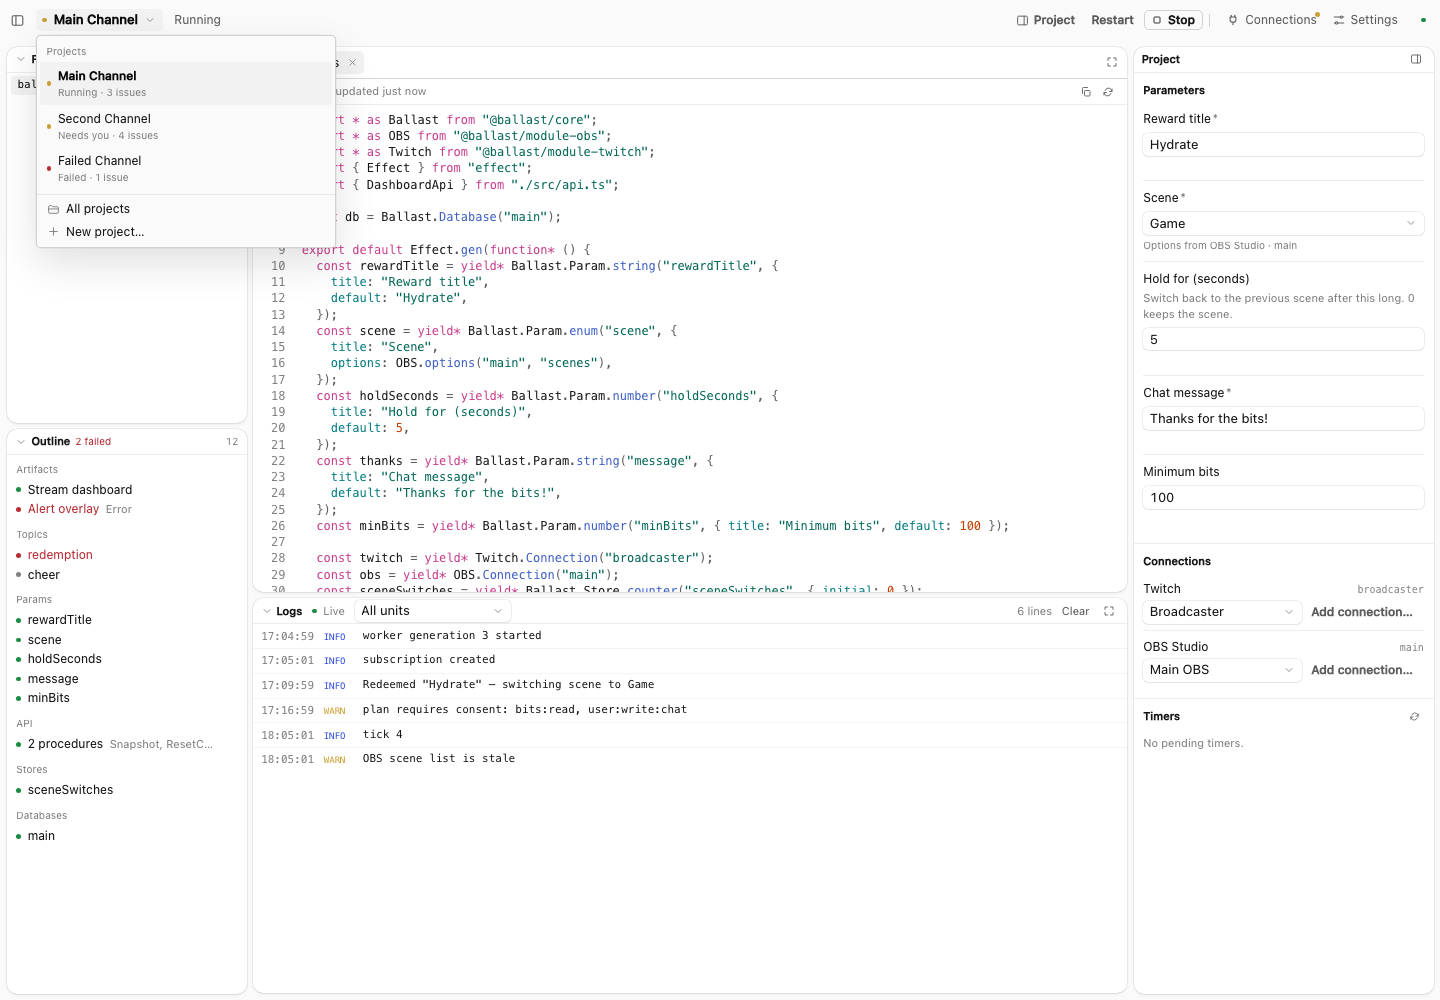 Main Channel
Running
Project
Restart
Stop
Connections
Settings
Projects
Main Channel
Running · 3 issues
Second Channel
Needs you · 4 issues
Failed Channel
Failed · 1 issue
All projects
New project...
updated just now
* as Ballast from "@ballast/core";
* as OBS from "@ballast/module-obs";
* as Twitch from "@ballast/module-twitch";
{ Effect } from "effect";
{ DashboardApi } from "./src/api.ts";
db = Ballast.Database("main");
9 export default Effect.gen(function* () {
10 const rewardTitle = yield* Ballast.Param.string("rewardTitle", {
11 title: "Reward title",
12 default: "Hydrate",
13 });
14 const scene = yield* Ballast.Param.enum("scene", {
15 title: "Scene",
16 options: OBS.options("main", "scenes"),
17 });
18 const holdSeconds = yield* Ballast.Param.number("holdSeconds", {
19 title: "Hold for (seconds)",
20 default: 5,
21 });
22 const thanks = yield* Ballast.Param.string("message", {
23 title: "Chat message",
24 default: "Thanks for the bits!",
25 });
26 const minBits = yield* Ballast.Param.number("minBits", { title: "Minimum bits", default: 100 });
27
28 const twitch = yield* Twitch.Connection("broadcaster");
29 const obs = yield* OBS.Connection("main");
30 const sceneSwitches = yield* Ballast.Store.counter("sceneSwitches", { initial: 0 });
Outline 2 failed 12
Artifacts
Stream dashboard
Alert overlay Error
Topics
redemption
cheer
Params
rewardTitle
scene
holdSeconds
message
minBits
API
2 procedures Snapshot, ResetC...
Stores
sceneSwitches
Databases
main
Logs Live All units 6 lines Clear
17:04:59 INFO worker generation 3 started
17:05:01 INFO subscription created
17:09:59 INFO Redeemed "Hydrate" — switching scene to Game
17:16:59 WARN plan requires consent: bits:read, user:write:chat
18:05:01 INFO tick 4
18:05:01 WARN OBS scene list is stale
Project
Parameters
Reward title*
Hydrate
Scene*
Game
Options from OBS Studio · main
Hold for (seconds)
Switch back to the previous scene after this long. 0
keeps the scene.
5
Chat message*
Thanks for the bits!
Minimum bits
100
Connections
Twitch broadcaster
Broadcaster Add connection...
OBS Studio main
Main OBS Add connection...
Timers
No pending timers.